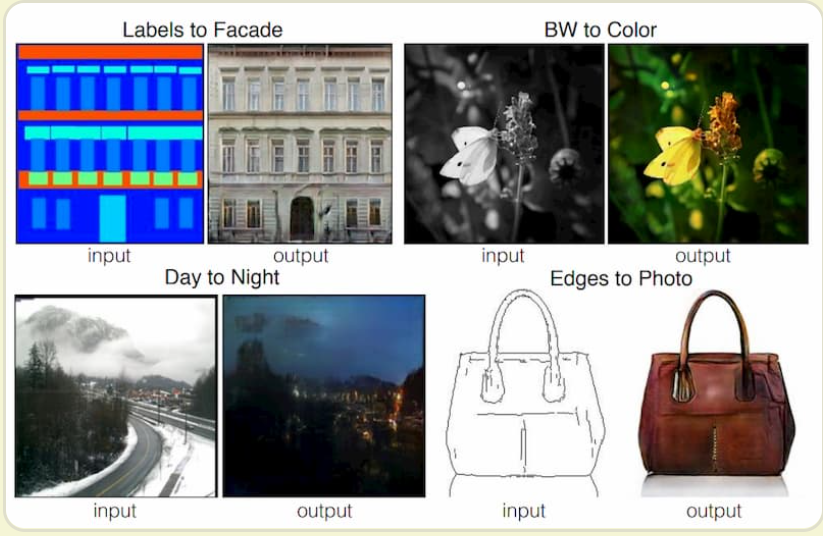 Labels to Facade
BW to Color
input
output
input
output
Day to Night
Edges to Photo
input
output
input
output